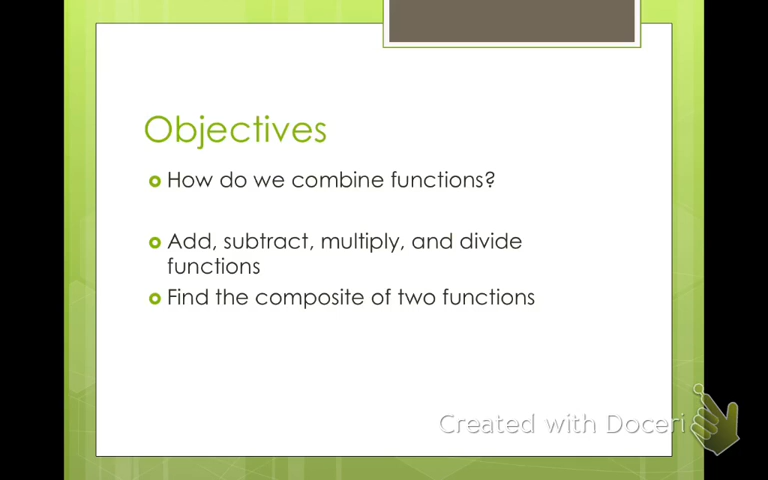 Objectives
How do we combine functions?
Add, subtract, multiply, and divide
functions
Find the composite of two functions
Created with Doceri